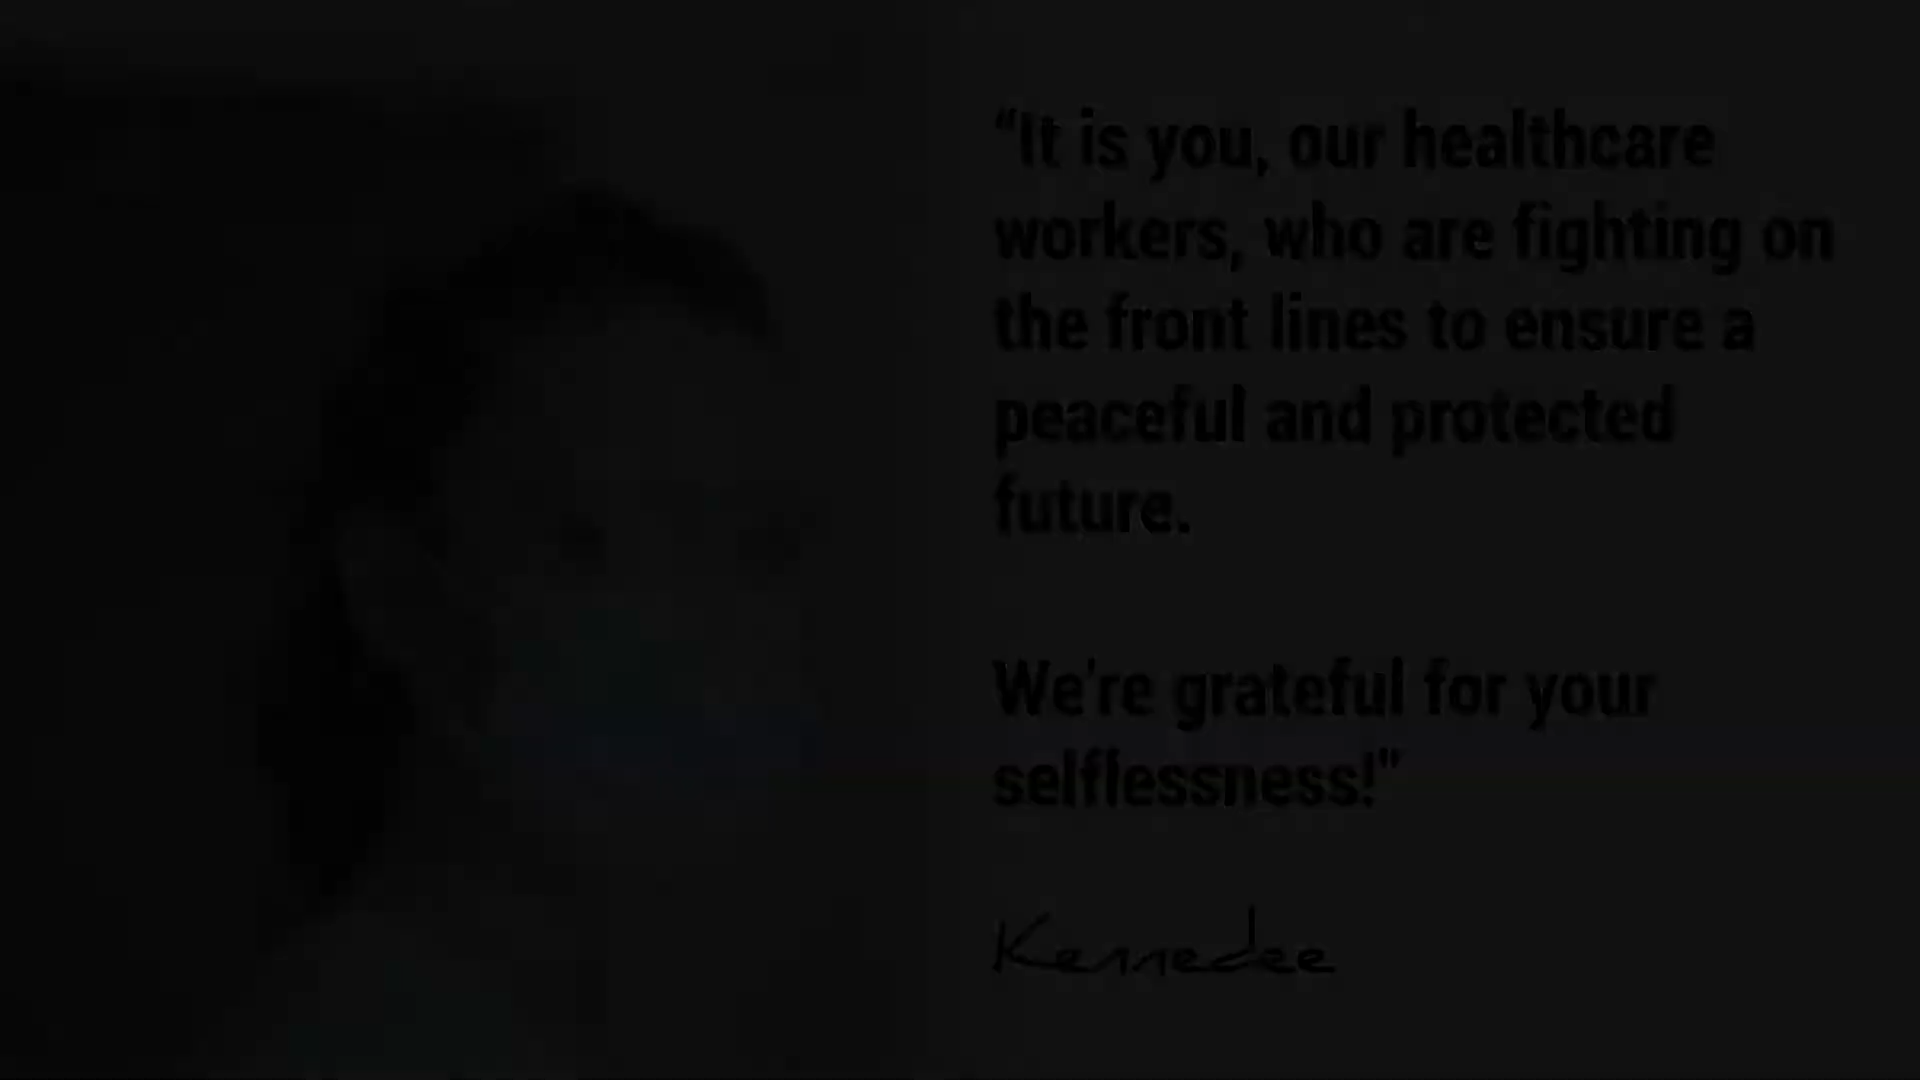 “It is you, our healthcare
workers, who are fighting on
the front lines to ensure a
peaceful and protected
future.
We're grateful for your
selflessness!"
Kennedee